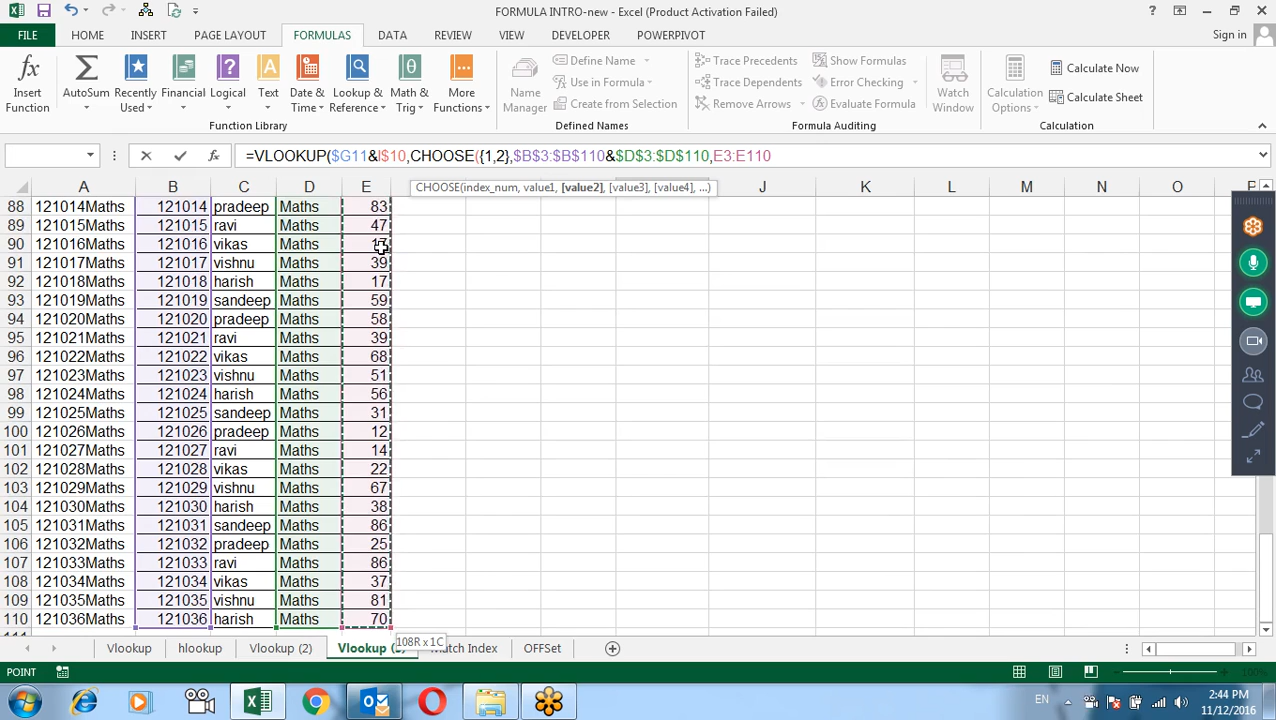 FORMULA INTRO-new - Excel (Product Activation Failed)
FILE HOME INSERT PAGE LAYOUT FORMULAS DATA REVIEW VIEW DEVELOPER POWERPIVOT Sign in
Insert Function
AutoSum
Recently Used
Financial
Logical
Text
Date & Time
Lookup & Reference
Math & Trig
More Functions
Function Library
Name Manager
Define Name
Use in Formula
Create from Selection
Defined Names
Trace Precedents
Trace Dependents
Remove Arrows
Show Formulas
Error Checking
Evaluate Formula
Formula Auditing
Watch Window
Calculation Options
Calculate Now
Calculate Sheet
Calculation
=VLOOKUP($G11&I$10,CHOOSE({1,2},$B$3:$B$110&$D$3:$D$110,E3:E110
CHOOSE(index_num, value1, [value2], [value3], [value4], ...)
A B C D E J K L M N O P
88 121014Maths 121014 pradeep Maths 83
89 121015Maths 121015 ravi Maths 47
90 121016Maths 121016 vikas Maths
91 121017Maths 121017 vishnu Maths 39
92 121018Maths 121018 harish Maths 17
93 121019Maths 121019 sandeep Maths 59
94 121020Maths 121020 pradeep Maths 58
95 121021Maths 121021 ravi Maths 39
96 121022Maths 121022 vikas Maths 68
97 121023Maths 121023 vishnu Maths 51
98 121024Maths 121024 harish Maths 56
99 121025Maths 121025 sandeep Maths 31
100 121026Maths 121026 pradeep Maths 12
101 121027Maths 121027 ravi Maths 14
102 121028Maths 121028 vikas Maths 22
103 121029Maths 121029 vishnu Maths 67
104 121030Maths 121030 harish Maths 38
105 121031Maths 121031 sandeep Maths 86
106 121032Maths 121032 pradeep Maths 25
107 121033Maths 121033 ravi Maths 86
108 121034Maths 121034 vikas Maths 37
109 121035Maths 121035 vishnu Maths 81
110 121036Maths 121036 harish Maths 70
108R x 1C
Vlookup hlookup Vlookup (2) Vlookup ( Match Index OFFSet
POINT
EN 2:44 PM
11/12/2016